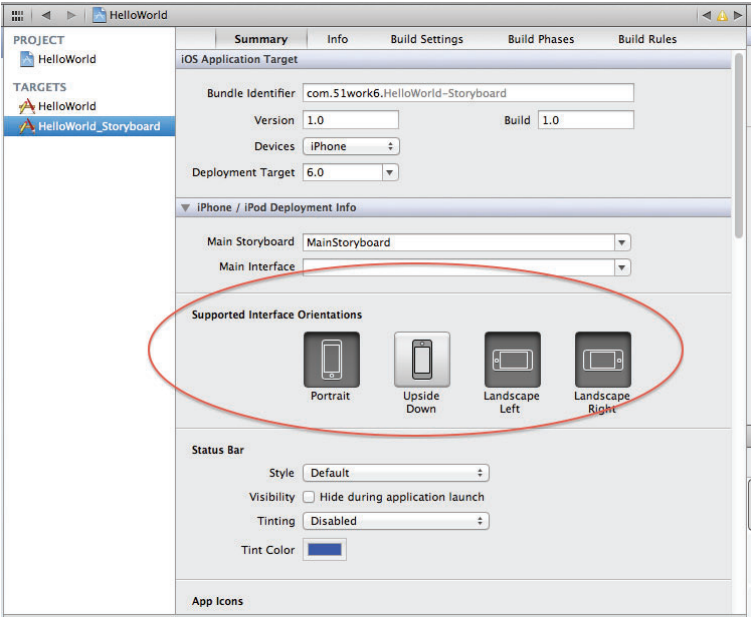 HelloWorld
PROJECT
HelloWorld
TARGETS
HelloWorld
HelloWorld_Storyboard
Summary Info Build Settings Build Phases Build Rules
iOS Application Target
Bundle Identifier com.51work6.HelloWorld-Storyboard
Version 1.0 Build 1.0
Devices iPhone
Deployment Target 6.0
iPhone / iPod Deployment Info
Main Storyboard MainStoryboard
Main Interface
Supported Interface Orientations
Portrait Upside Down Landscape Left Landscape Right
Status Bar
Style Default
Visibility Hide during application launch
Tinting Disabled
Tint Color
App Icons